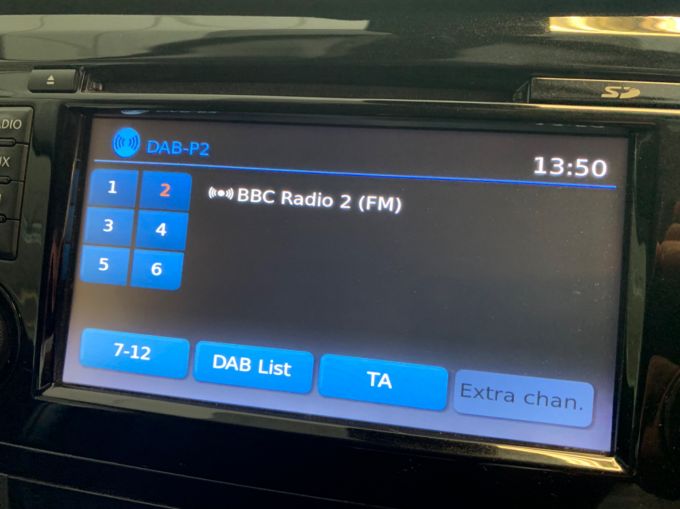 DAB-P2
13:50
1 2
BBC Radio 2 (FM)
3 4
5 6
7-12
DAB List
TA
Extra chan.
SD